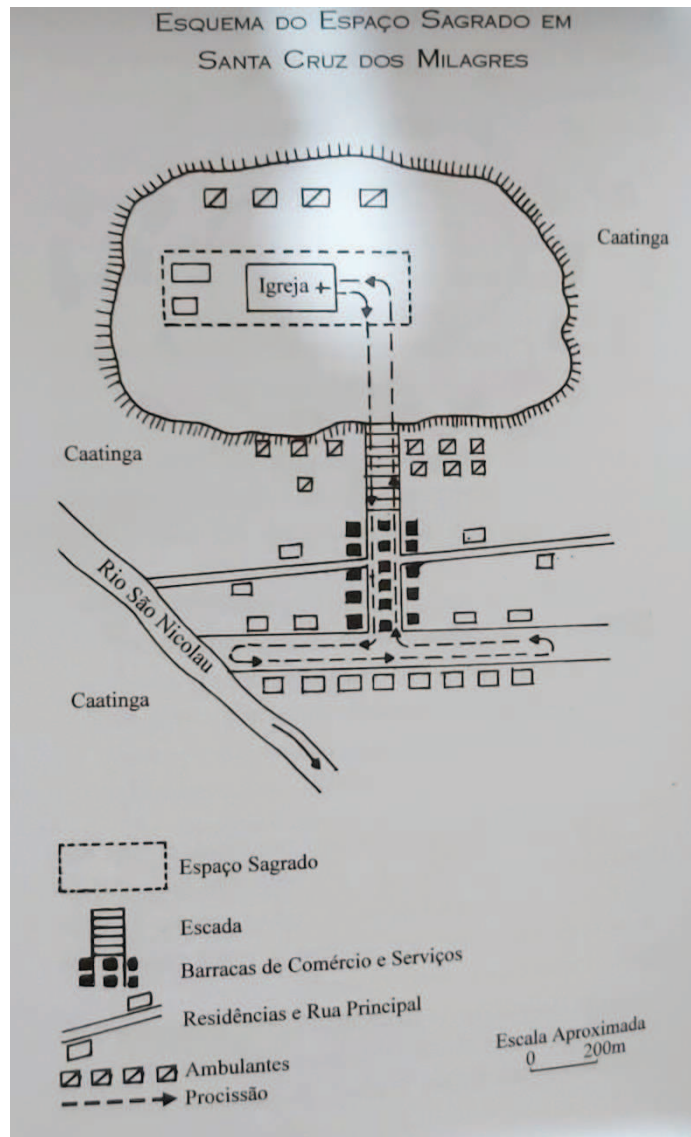 ESQUEMA DO ESPAÇO SAGRADO EM
SANTA CRUZ DOS MILAGRES
Caatinga
Igreja +
Caatinga
Rio São Nicolau
Caatinga
Espaço Sagrado
Escada
Barracas de Comércio e Serviços
Residências e Rua Principal
Ambulantes
Procissão
Escala Aproximada
0 200m